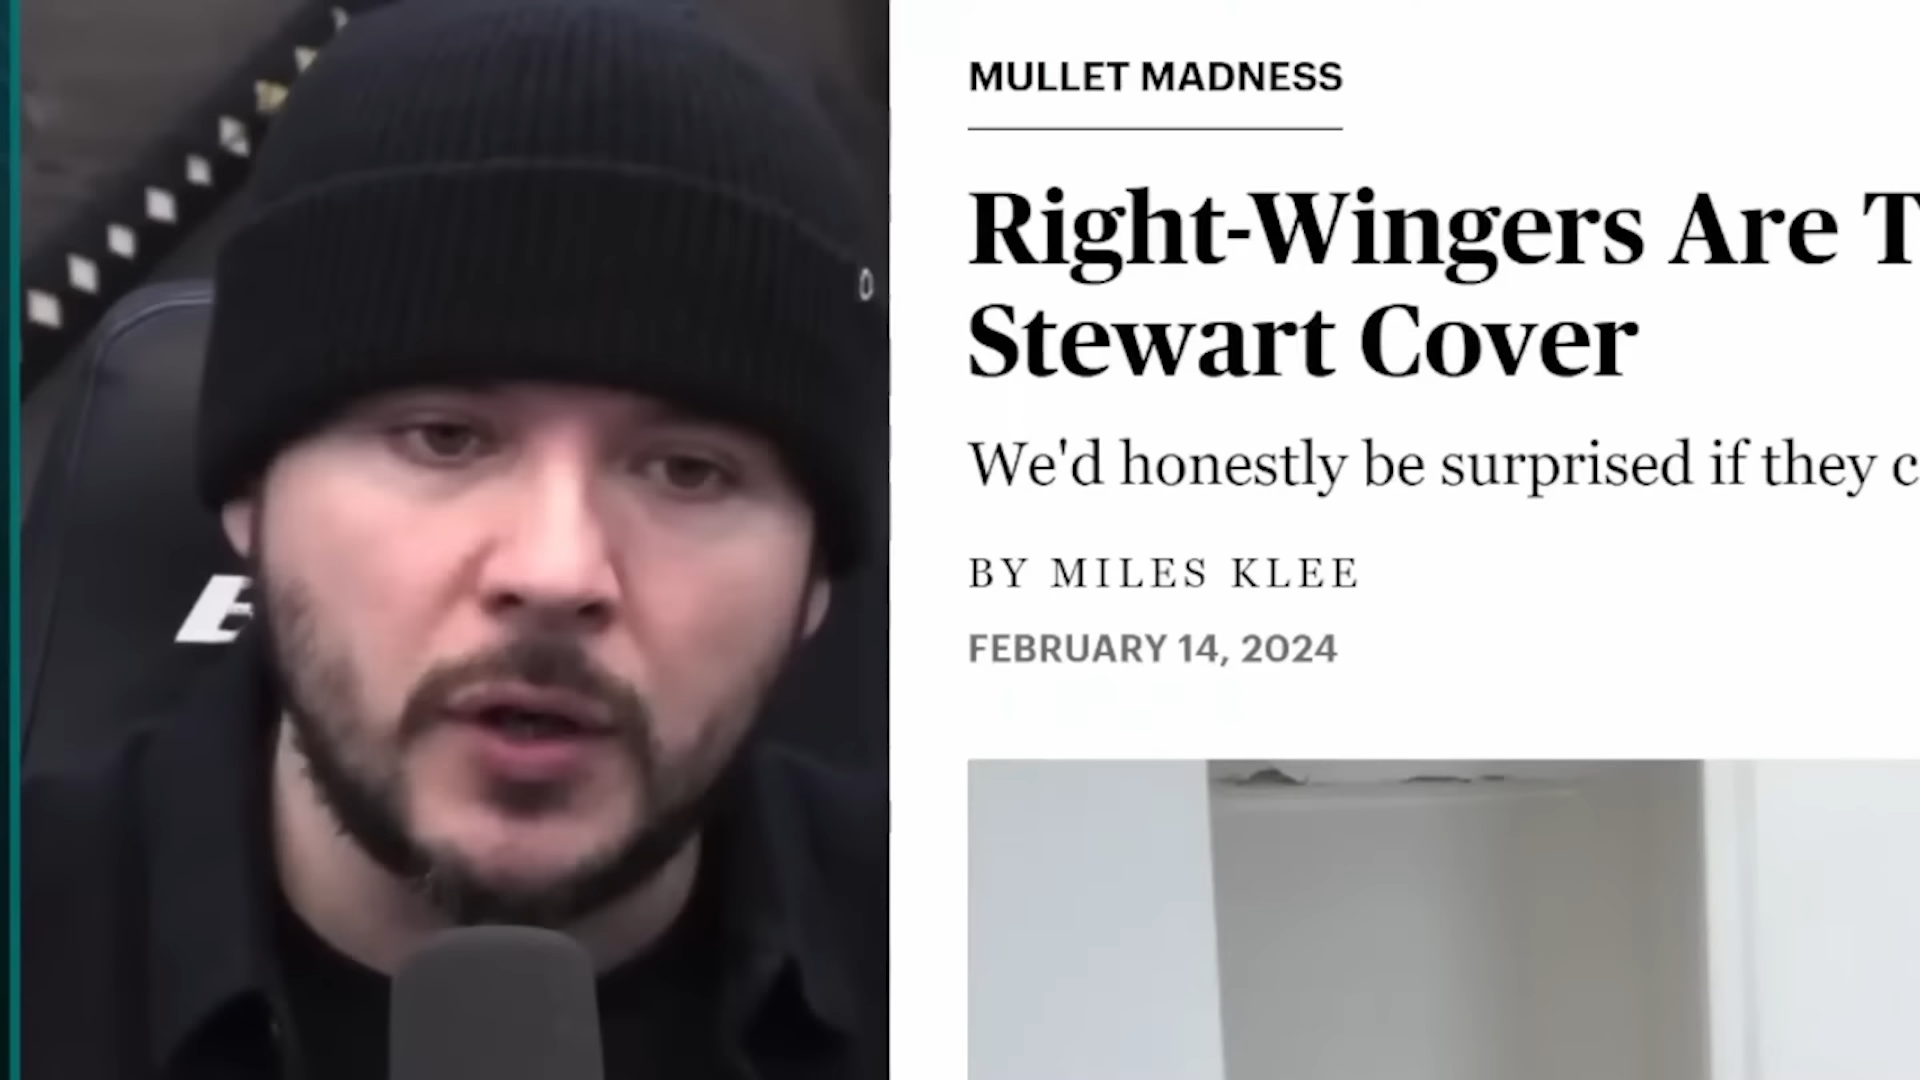 MULLET MADNESS
Right-Wingers Are T
Stewart Cover
We'd honestly be surprised if they c
BY MILES KLEE
FEBRUARY 14, 2024